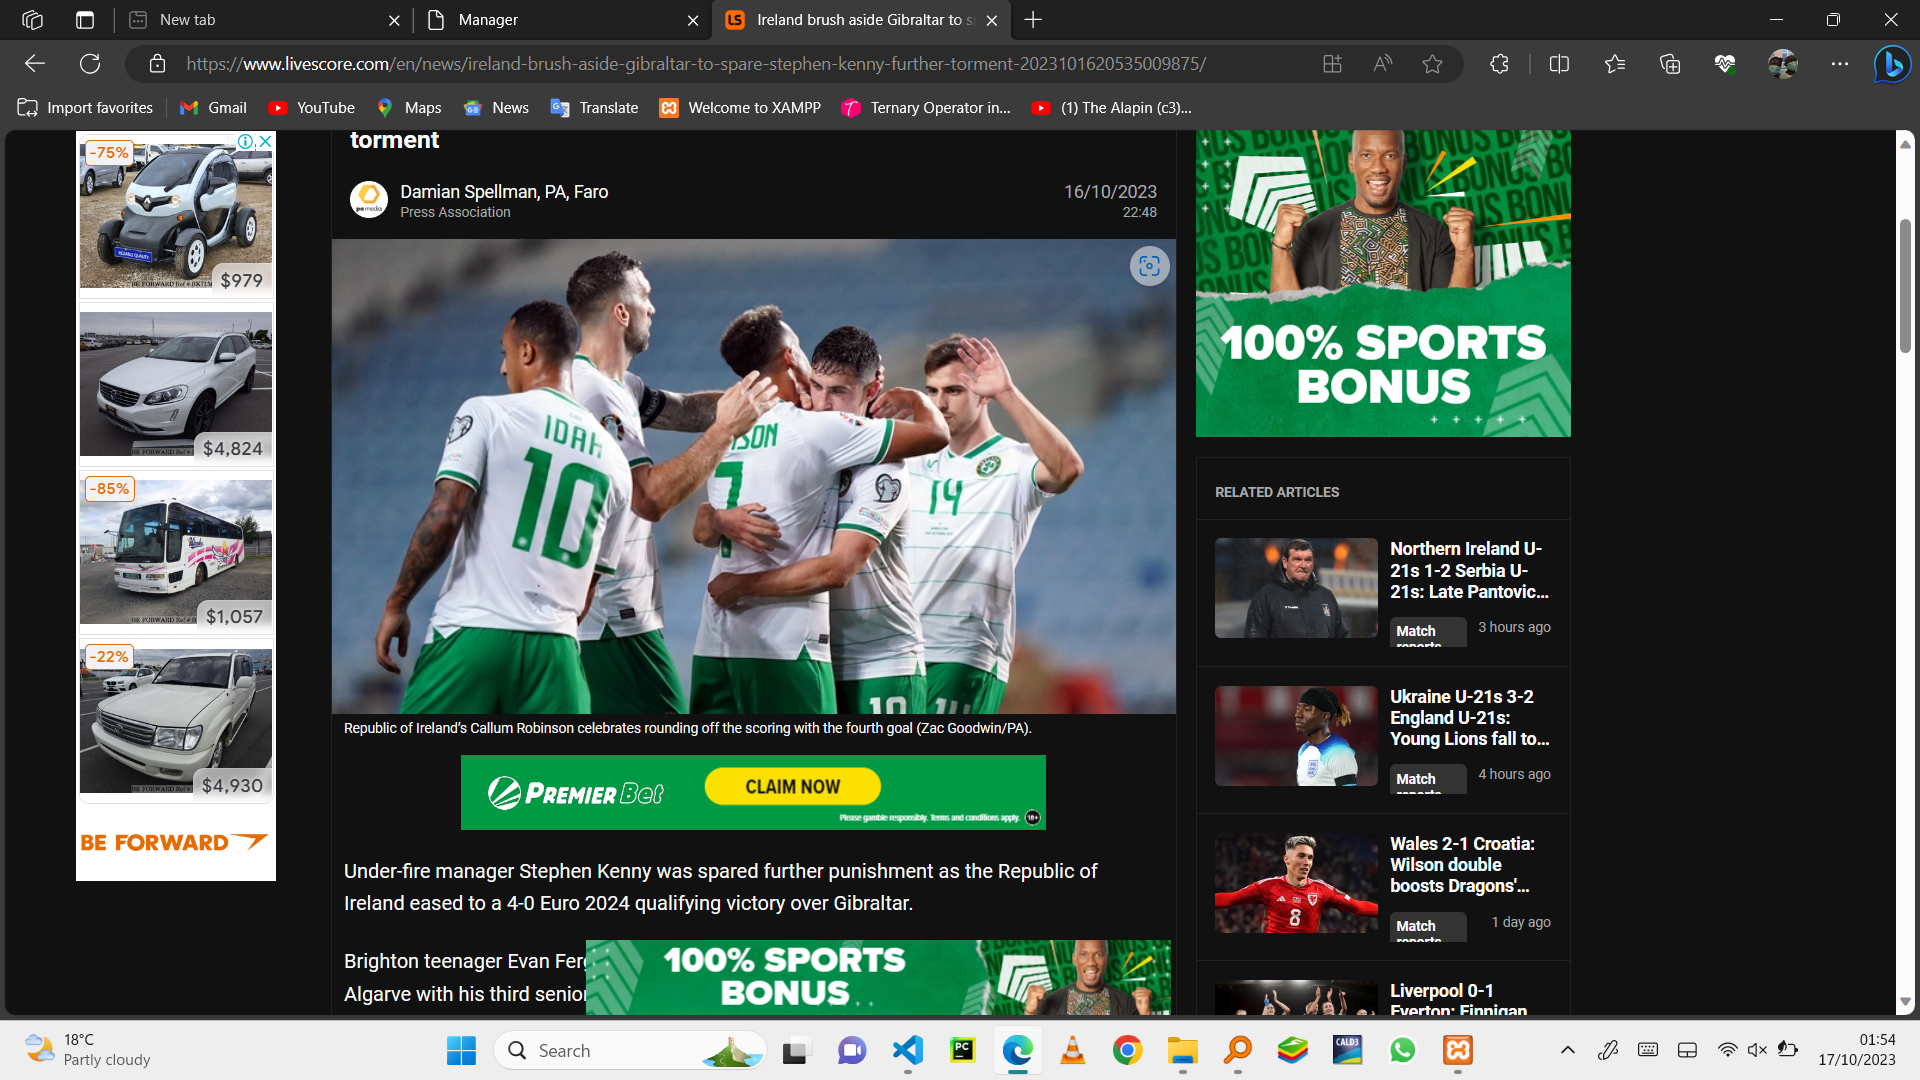 New tab
Manager
LS
Ireland brush aside Gibraltar to s
https://www.livescore.com/en/news/ireland-brush-aside-gibraltar-to-spare-stephen-kenny-further-torment-2023101620535009875/
Import favorites
Gmail
YouTube
Maps
News
Translate
Welcome to XAMPP
Ternary Operator in...
(1) The Alapin (c3)...
-75%
$979
$4,824
-85%
$1,057
-22%
$4,930
BE FORWARD
torment
Damian Spellman, PA, Faro
Press Association
16/10/2023
22:48
IDAH
10
7
14
Republic of Ireland's Callum Robinson celebrates rounding off the scoring with the fourth goal (Zac Goodwin/PA).
PREMIER Bet
CLAIM NOW
Please gamble responsibly. Terms and conditions apply.
18+
Under-fire manager Stephen Kenny was spared further punishment as the Republic of
Ireland eased to a 4-0 Euro 2024 qualifying victory over Gibraltar.
Brighton teenager Evan Fer
Algarve with his third senior
100% SPORTS
BONUS
100% SPORTS
BONUS
RELATED ARTICLES
Northern Ireland U-
21s 1-2 Serbia U-
21s: Late Pantovic...
Match
reports
3 hours ago
Ukraine U-21s 3-2
England U-21s:
Young Lions fall to...
Match
reports
4 hours ago
8
Wales 2-1 Croatia:
Wilson double
boosts Dragons'...
Match
reports
1 day ago
Liverpool 0-1
Everton: Finnigan
18°C
Partly cloudy
Search
PC
CALD3
01:54
17/10/2023